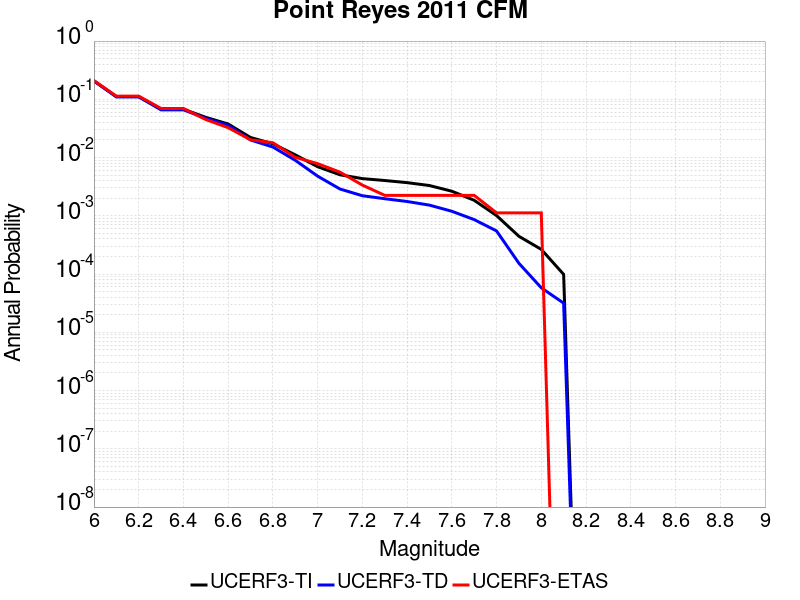 Point Reyes 2011 CFM
10^0
10^-1
10^-2
10^-3
10^-4
10^-5
10^-6
10^-7
10^-8
Annual Probability
6 6.2 6.4 6.6 6.8 7 7.2 7.4 7.6 7.8 8 8.2 8.4 8.6 8.8 9
Magnitude
UCERF3-TI UCERF3-TD UCERF3-ETAS